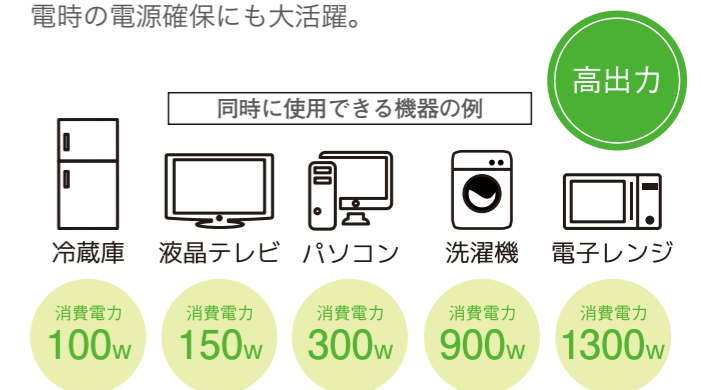 電時の電源確保にも大活躍。
高出力
同時に使用できる機器の例
冷蔵庫 液晶テレビ パソコン 洗濯機 電子レンジ
消費電力 消費電力 消費電力 消費電力 消費電力
100w 150w 300w 900w 1300w